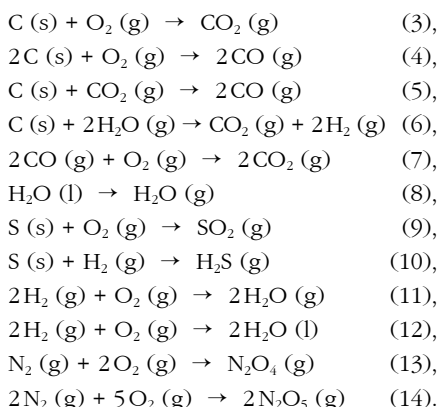 C (s) + O₂ (g) → CO₂ (g) (3),
2C (s) + O₂ (g) → 2CO (g) (4),
C (s) + CO₂ (g) → 2CO (g) (5),
C (s) + 2H₂O (g) → CO₂ (g) + 2H₂ (g) (6),
2CO (g) + O₂ (g) → 2CO₂ (g) (7),
H₂O (l) → H₂O (g) (8),
S (s) + O₂ (g) → SO₂ (g) (9),
S (s) + H₂ (g) → H₂S (g) (10),
2H₂ (g) + O₂ (g) → 2H₂O (g) (11),
2H₂ (g) + O₂ (g) → 2H₂O (l) (12),
N₂ (g) + 2O₂ (g) → N₂O₄ (g) (13),
2N₂ (g) + 5O₂ (g) → 2N₂O₅ (g) (14).